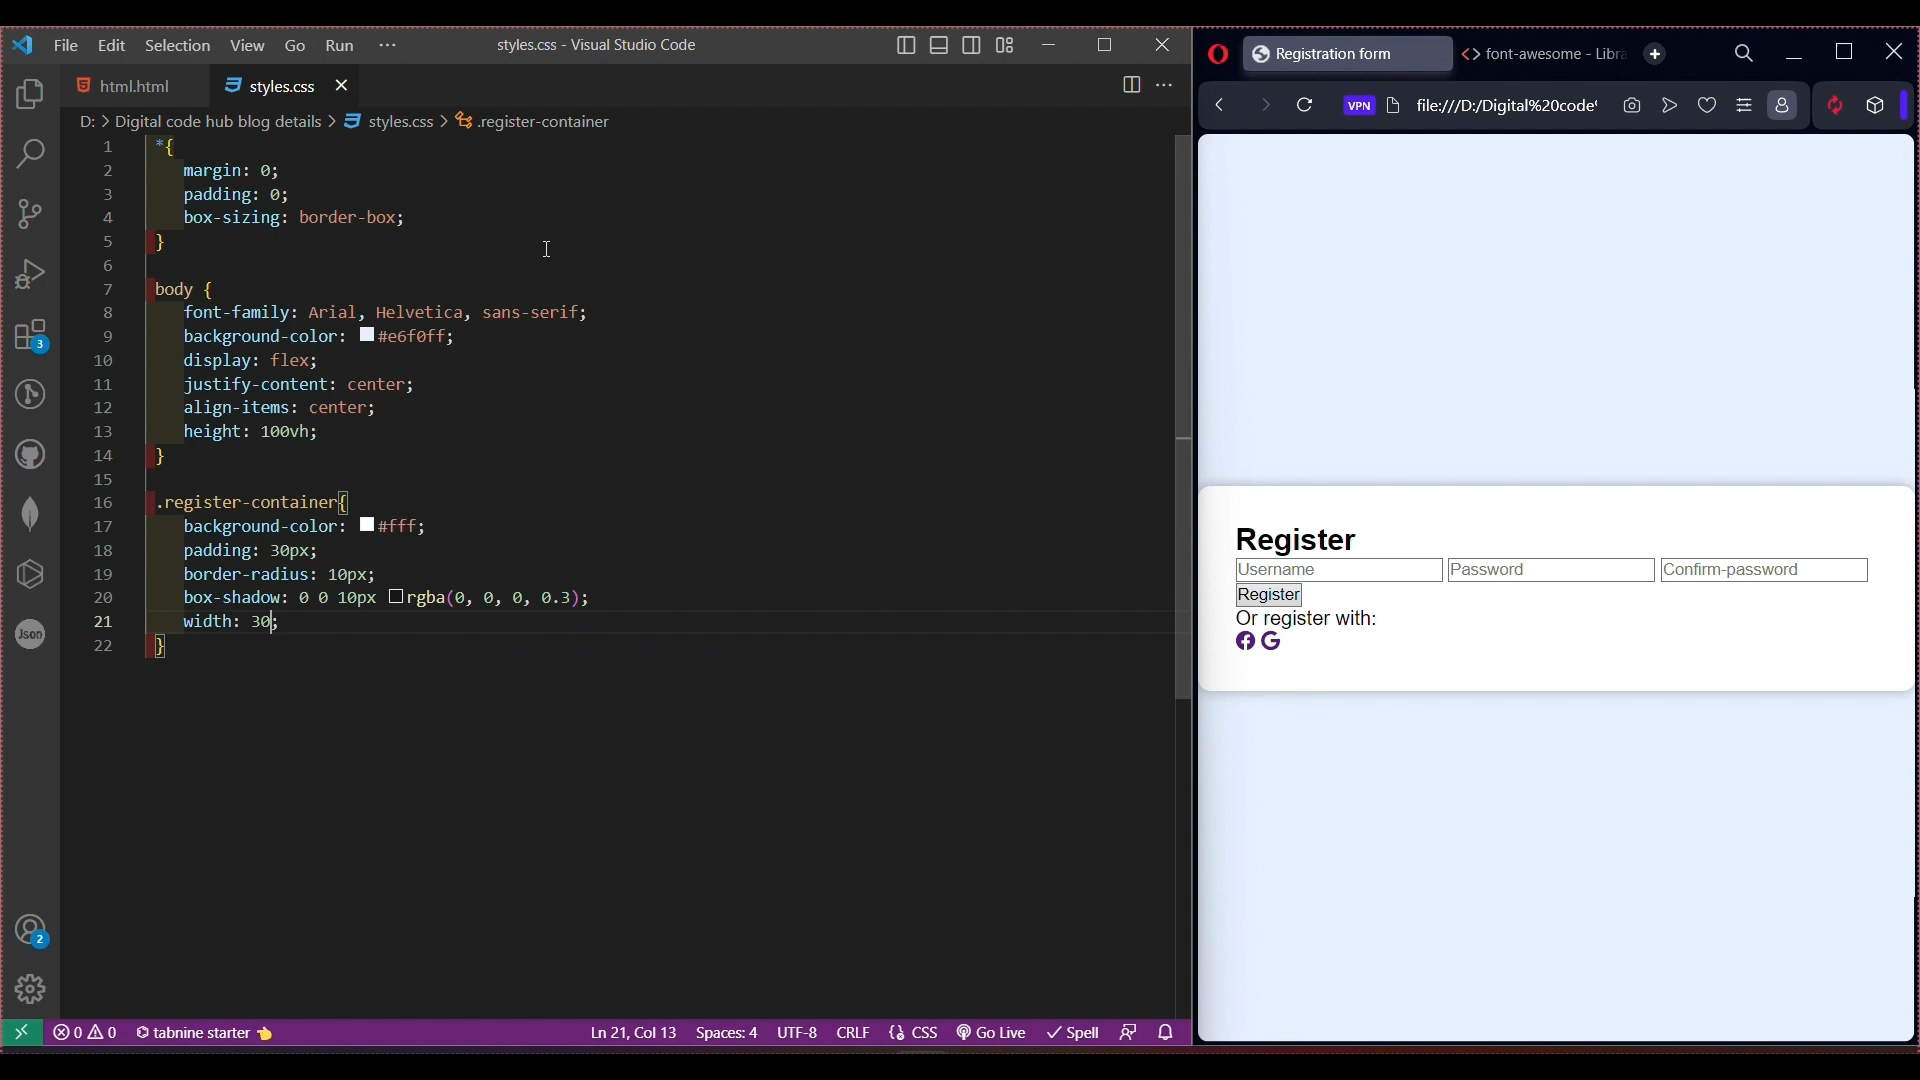 File Edit Selection View Go Run ··· styles.css - Visual Studio Code
html.html styles.css
D: > Digital code hub blog details > styles.css > .register-container
1 *{
2 margin: 0;
3 padding: 0;
4 box-sizing: border-box;
5 }
6
7 body {
8 font-family: Arial, Helvetica, sans-serif;
9 background-color: #e6f0ff;
10 display: flex;
11 justify-content: center;
12 align-items: center;
13 height: 100vh;
14 }
15
16 .register-container{
17 background-color: #fff;
18 padding: 30px;
19 border-radius: 10px;
20 box-shadow: 0 0 10px rgba(0, 0, 0, 0.3);
21 width: 30;
22 }
3
Json
2
0 0 tabnine starter Ln 21, Col 13 Spaces: 4 UTF-8 CRLF {} CSS Go Live Spell
Registration form <> font-awesome - Libra
VPN file:///D:/Digital%20code
Register
Username Password Confirm-password
Register
Or register with: